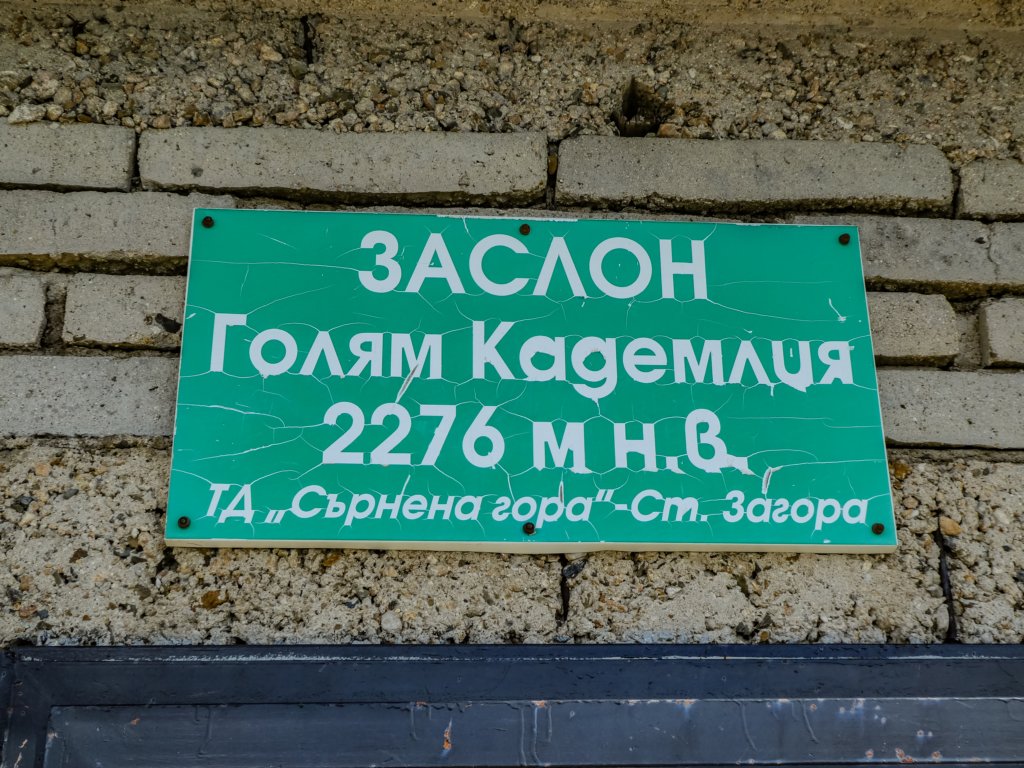 ЗАСЛОН
Голям Кадемлия
2276 м н.в.
ТД „Сърнена гора"-Ст. Загора